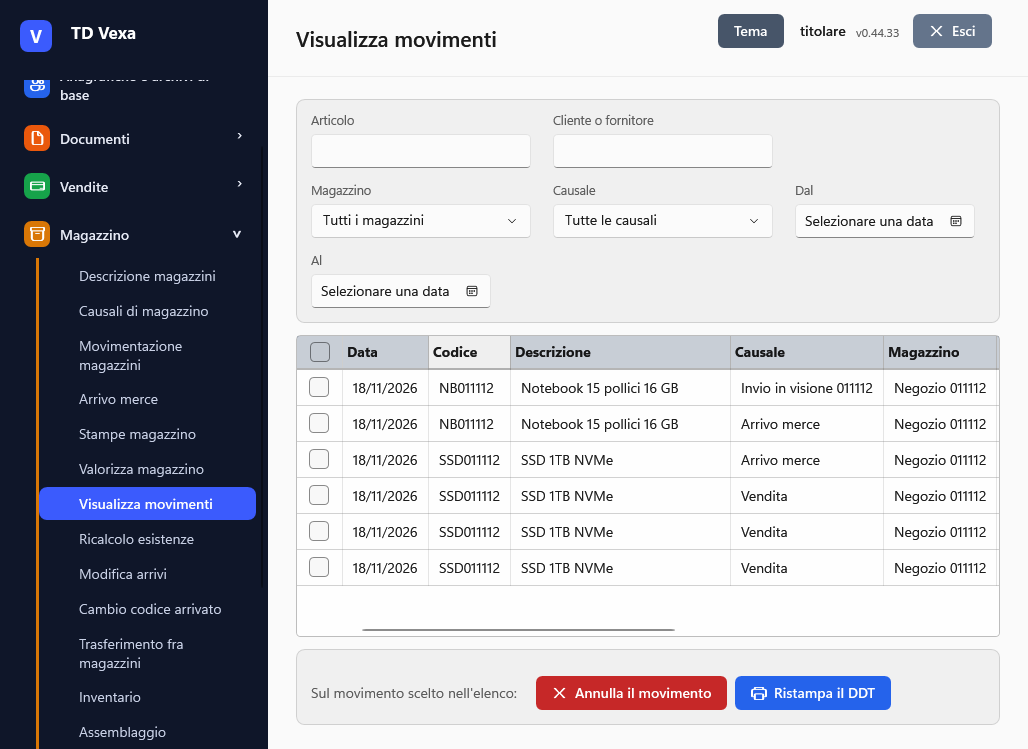 V
TD Vexa
base
Documenti
Vendite
Magazzino
Descrizione magazzini
Causali di magazzino
Movimentazione
magazzini
Arrivo merce
Stampe magazzino
Valorizza magazzino
Visualizza movimenti
Ricalcolo esistenze
Modifica arrivi
Cambio codice arrivato
Trasferimento fra
magazzini
Inventario
Assemblaggio
Visualizza movimenti
Tema
titolare
v0.44.33
Esci
Articolo
Cliente o fornitore
Magazzino
Causale
Dal
Tutti i magazzini
Tutte le causali
Selezionare una data
Al
Selezionare una data
Data Codice Descrizione Causale Magazzino
18/11/2026 NB011112 Notebook 15 pollici 16 GB Invio in visione 011112 Negozio 011112
18/11/2026 NB011112 Notebook 15 pollici 16 GB Arrivo merce Negozio 011112
18/11/2026 SSD011112 SSD 1TB NVMe Arrivo merce Negozio 011112
18/11/2026 SSD011112 SSD 1TB NVMe Vendita Negozio 011112
18/11/2026 SSD011112 SSD 1TB NVMe Vendita Negozio 011112
18/11/2026 SSD011112 SSD 1TB NVMe Vendita Negozio 011112
Sul movimento scelto nell'elenco:
Annulla il movimento
Ristampa il DDT